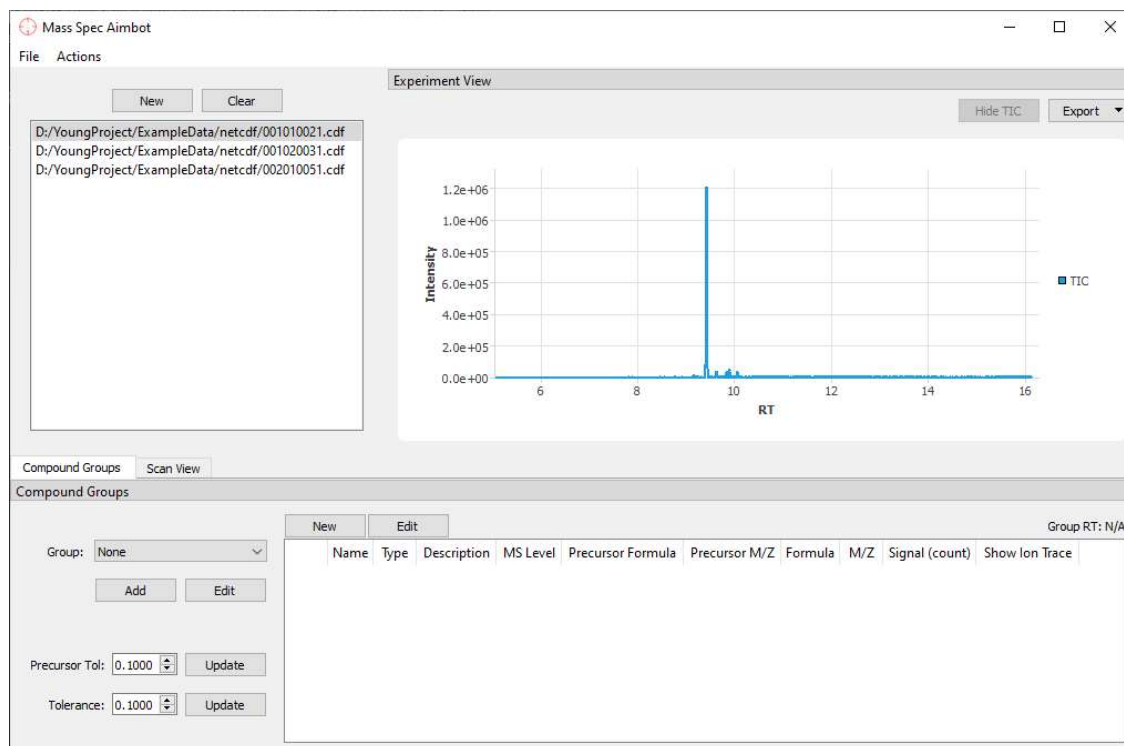 Mass Spec Aimbot
File Actions
New Clear
D:/YoungProject/ExampleData/netcdf/001010021.cdf
D:/YoungProject/ExampleData/netcdf/001020031.cdf
D:/YoungProject/ExampleData/netcdf/002010051.cdf
Experiment View
Hide TIC Export
1.2e+06
1.0e+06
8.0e+05
6.0e+05
4.0e+05
2.0e+05
0.0e+00
Intensity
6 8 10 12 14 16
RT
TIC
Compound Groups Scan View
Compound Groups
Group: None
Add Edit
Precursor Tol: 0.1000 Update
Tolerance: 0.1000 Update
New Edit
Group RT: N/A
Name Type Description MS Level Precursor Formula Precursor M/Z Formula M/Z Signal (count) Show Ion Trace